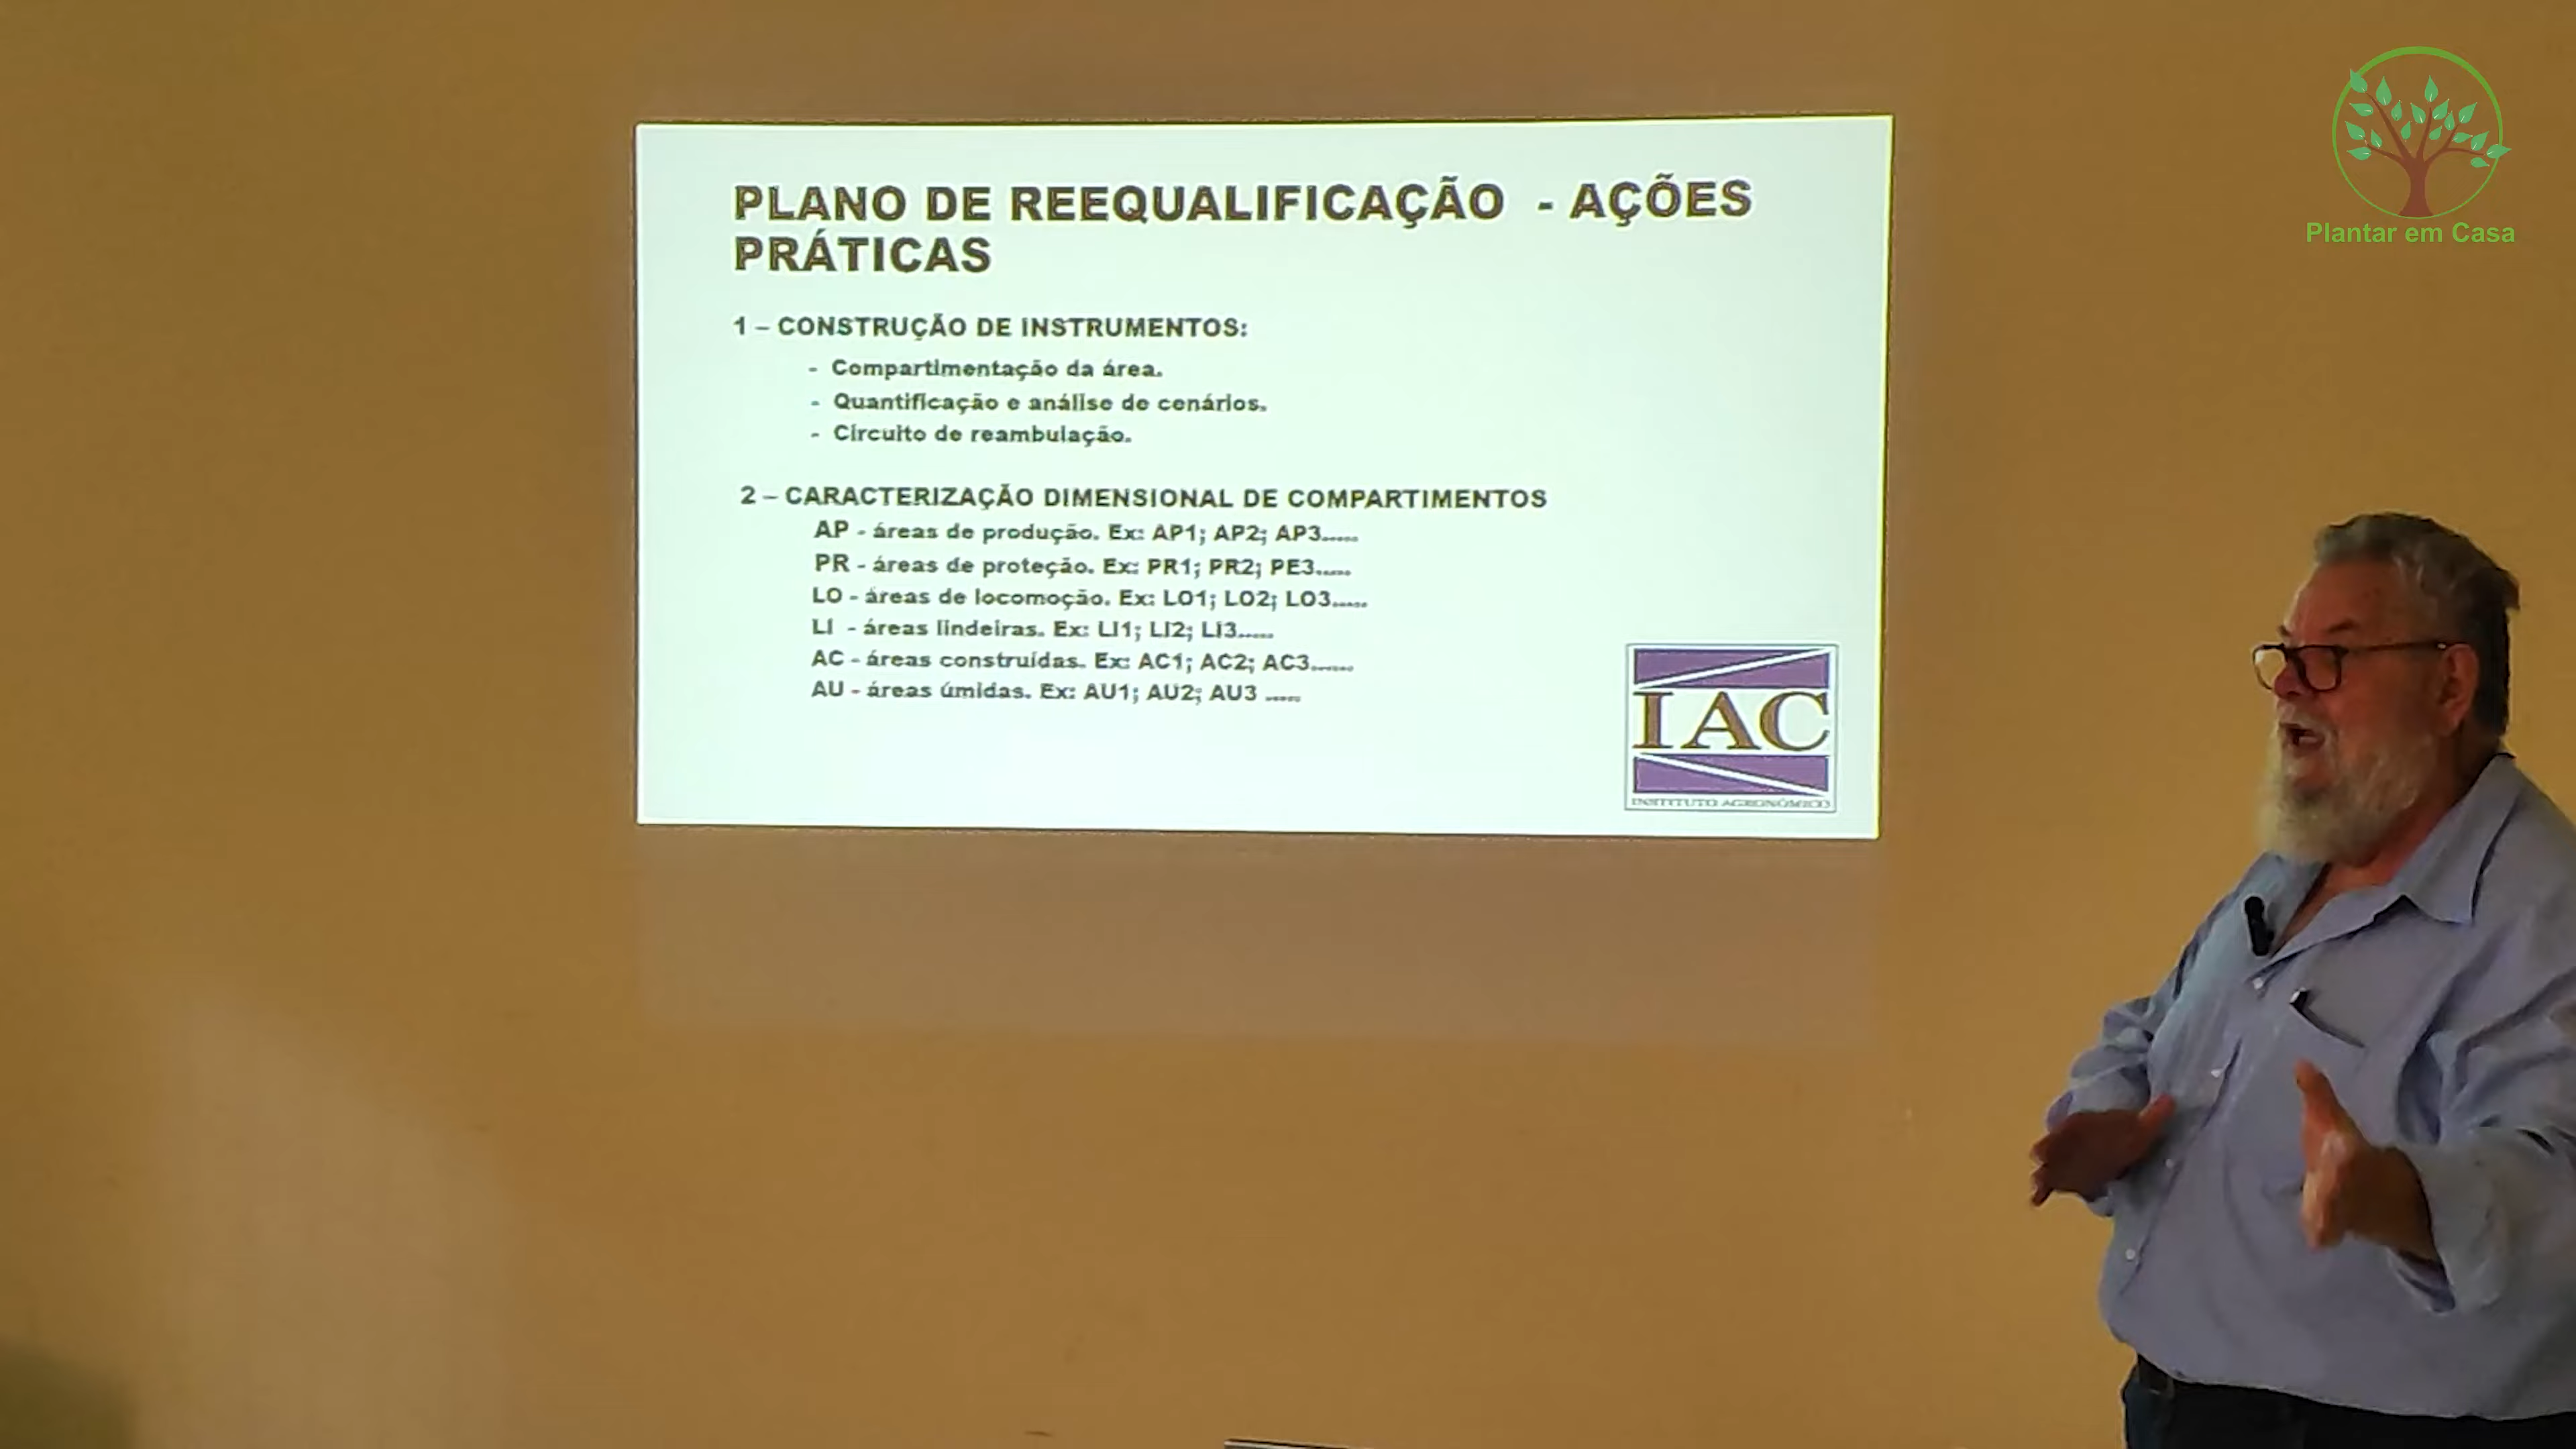 Plantar em Casa
PLANO DE REEQUALIFICAÇÃO - AÇÕES
PRÁTICAS
1 – CONSTRUÇÃO DE INSTRUMENTOS:
- Compartimentação da área.
- Quantificação e análise de cenários.
- Circuito de reambulação.
2 – CARACTERIZAÇÃO DIMENSIONAL DE COMPARTIMENTOS
AP - áreas de produção. Ex: AP1; AP2; AP3.....
PR - áreas de proteção. Ex: PR1; PR2; PE3.....
LO - áreas de locomoção. Ex: LO1; LO2; LO3.....
LI - áreas lindeiras. Ex: LI1; LI2; LI3.....
AC - áreas construídas. Ex: AC1; AC2; AC3......
AU - áreas úmidas. Ex: AU1; AU2; AU3 .....
IAC
INSTITUTO AGRONÔMICO